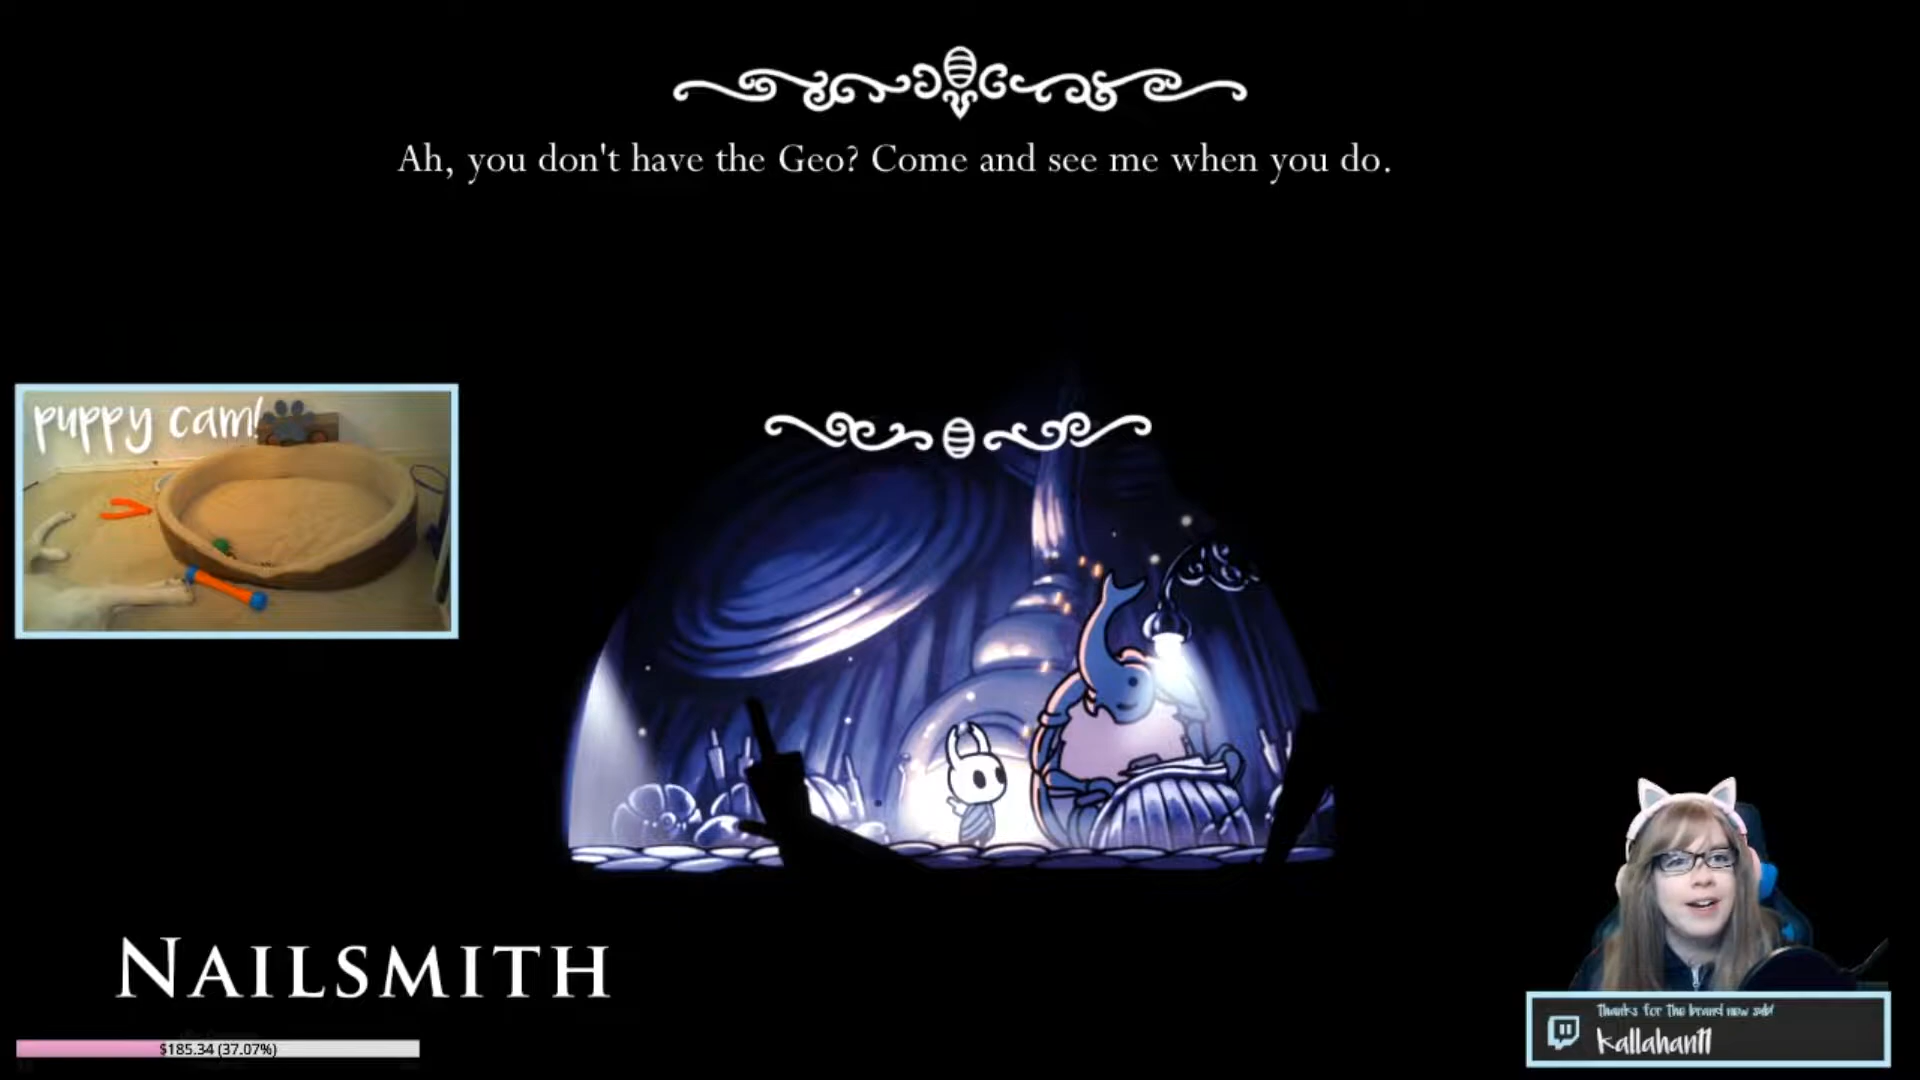 Ah, you don't have the Geo? Come and see me when you do.
puppy cam!
NAILSMITH
$185.34 (37.07%)
Thanks for the brand new sub!
kallahan11